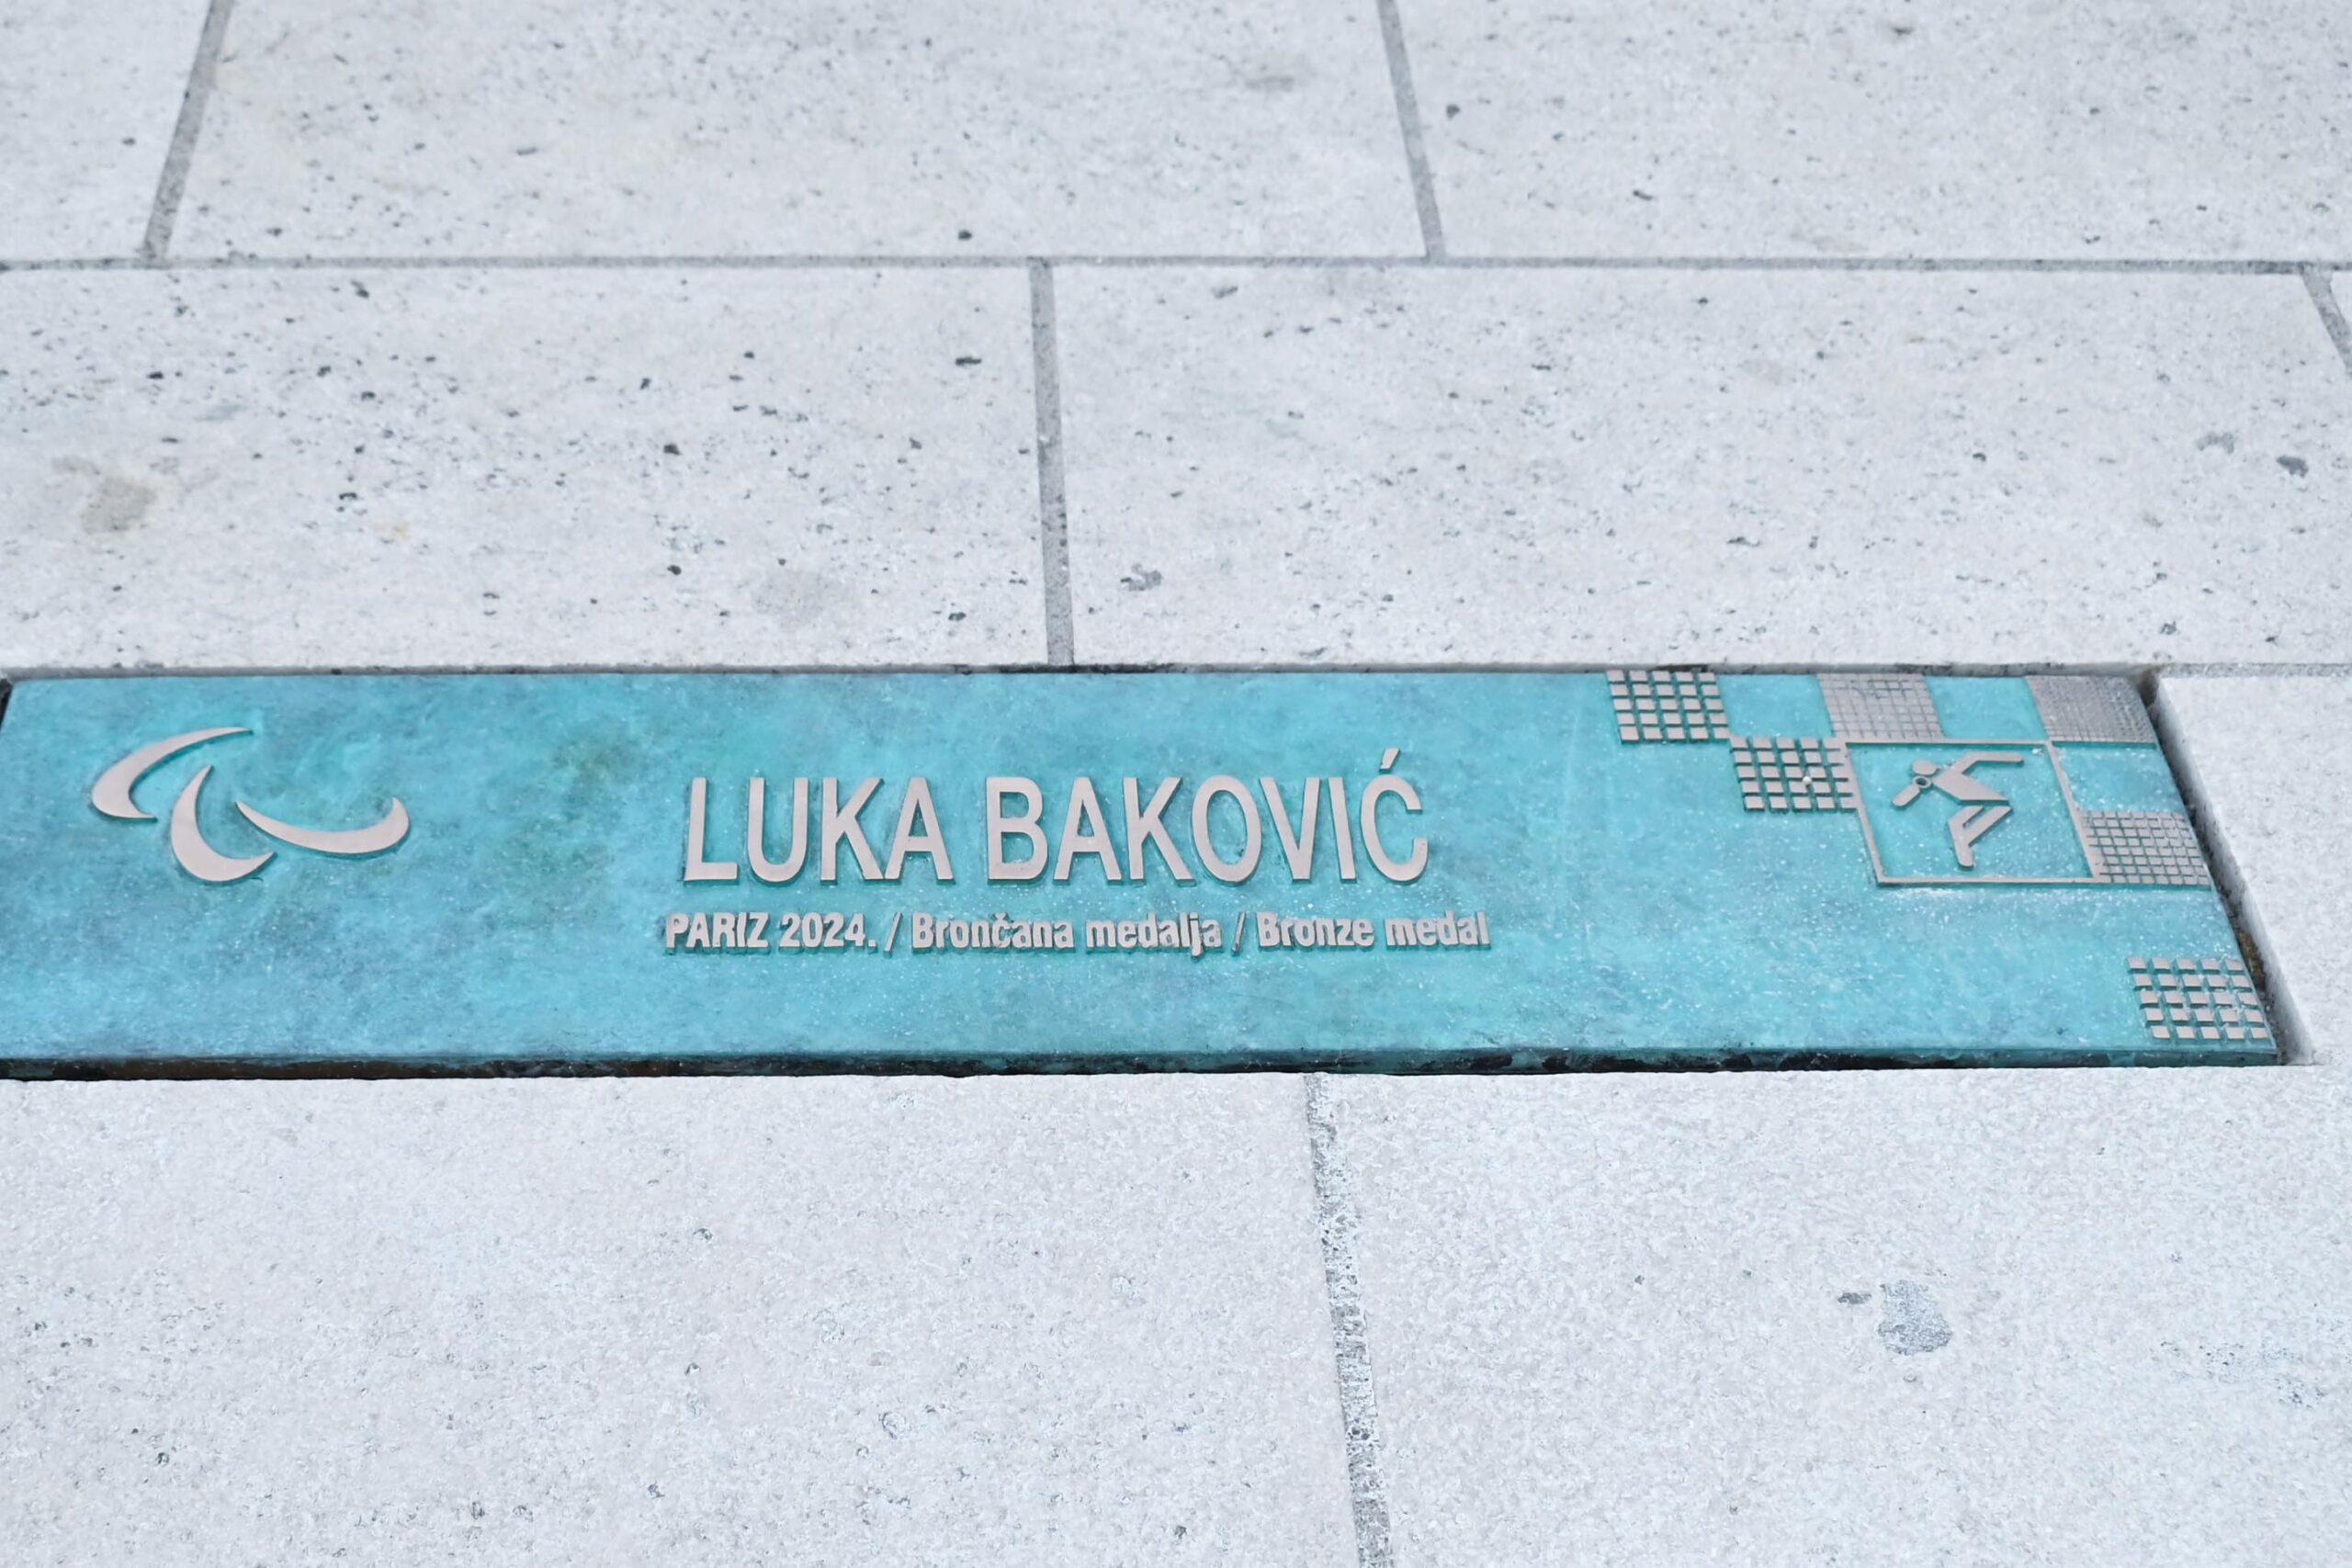 LUKA BAKOVIĆ
PARIZ 2024. / Brončana medalja / Bronze medal